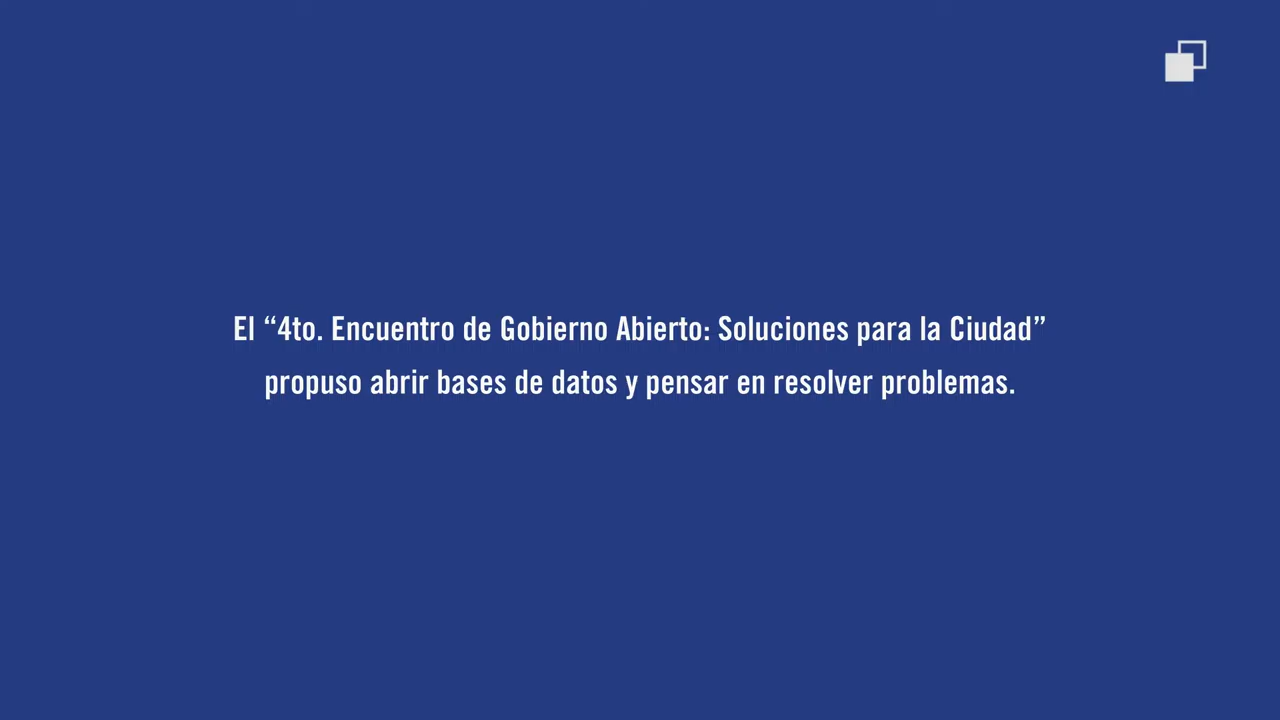 El “4to. Encuentro de Gobierno Abierto: Soluciones para la Ciudad”
propuso abrir bases de datos y pensar en resolver problemas.